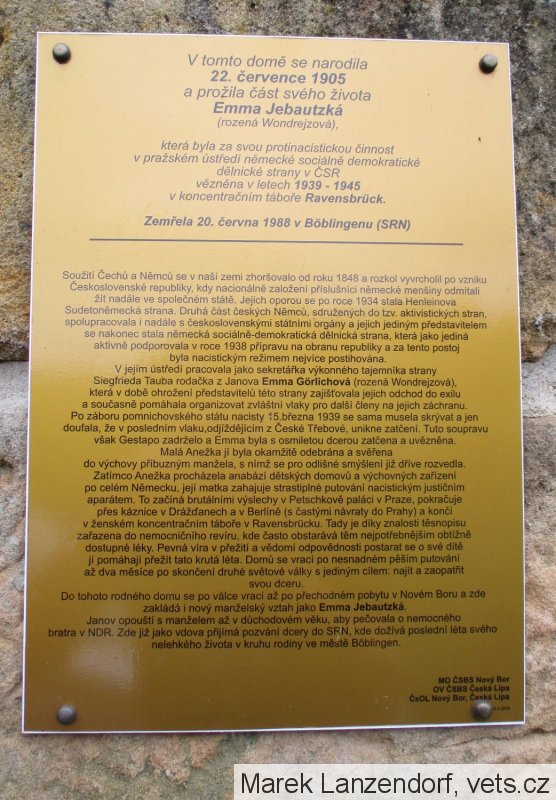 V tomto domě se narodila
22. července 1905
a prožila část svého života
Emma Jebautzká
(rozená Wondrejzová),
která byla za svou protinacistickou činnost
v pražském ústředí německé sociálně demokratické
dělnické strany v ČSR
vězněna v letech 1939 - 1945
v koncentračním táboře Ravensbrück.
Zemřela 20. června 1988 v Böblingenu (SRN)
Soužití Čechů a Němců se v naší zemi zhoršovalo od roku 1848 a rozkol vyvrcholil po vzniku
Československé republiky, kdy nacionálně založení příslušníci německé menšiny odmítali
žít nadále ve společném státě. Jejich oporou se po roce 1934 stala Henleinova
Sudetoněmecká strana. Druhá část českých Němců, sdružených do tzv. aktivistických stran,
spolupracovala i nadále s československými státními orgány a jejich jediným představitelem
se nakonec stala německá sociálně-demokratická dělnická strana, která jako jediná
aktivně podporovala v roce 1938 přípravu na obranu republiky a za tento postoj
byla nacistickým režimem nejvíce postihována.
V jejím ústředí pracovala jako sekretářka výkonného tajemníka strany
Siegfrieda Tauba rodačka z Janova Emma Görlichová (rozená Wondrejzová),
která v době ohrožení představitelů této strany zajišťovala jejich odchod do exilu
a současně pomáhala organizovat zvláštní vlaky pro další členy na jejich záchranu.
Po záboru pomnichovského státu nacisty 15.března 1939 se sama musela skrývat a jen
doufala, že v posledním vlaku,odjíždějícím z České Třebové, unikne zatčení. Tuto soupravu
však Gestapo zadrželo a Emma byla s osmiletou dcerou zatčena a uvězněna.
Malá Anežka jí byla okamžitě odebrána a svěřena
do výchovy příbuzným manžela, s nímž se pro odlišné smýšlení již dříve rozvedla.
Zatímco Anežka procházela anabází dětských domovů a výchovných zařízení
po celém Německu, její matka zahajuje strastiplné putování nacistickým justičním
aparátem. To začíná brutálními výslechy v Petschkově paláci v Praze, pokračuje
přes káznice v Drážďanech a v Berlíně (s častými návraty do Prahy) a končí
v ženském koncentračním táboře v Ravensbrücku. Tady je díky znalosti těsnopisu
zařazena do nemocničního revíru, kde často obstarává těm nejpotřebnějším obtížně
dostupné léky. Pevná víra v přežití a vědomí odpovědnosti postarat se o své dítě
jí pomáhají přežít tato krutá léta. Domů se vrací po nesnadném pěším putování
až dva měsíce po skončení druhé světové války s jediným cílem: najít a zaopatřit
svou dceru.
Do tohoto rodného domu se po válce vrací až po přechodném pobytu v Novém Boru a zde
zakládá i nový manželský vztah jako Emma Jebautzká.
Janov opouští s manželem až v důchodovém věku, aby pečovala o nemocného
bratra v NDR. Zde již jako vdova přijímá pozvání dcery do SRN, kde dožívá poslední léta svého
nelehkého života v kruhu rodiny ve městě Böblingen.
MO ČSBS Nový Bor
OV ČSBS Česká Lípa
ČsOL Nový Bor, Česká Lípa
Marek Lanzendorf, vets.cz